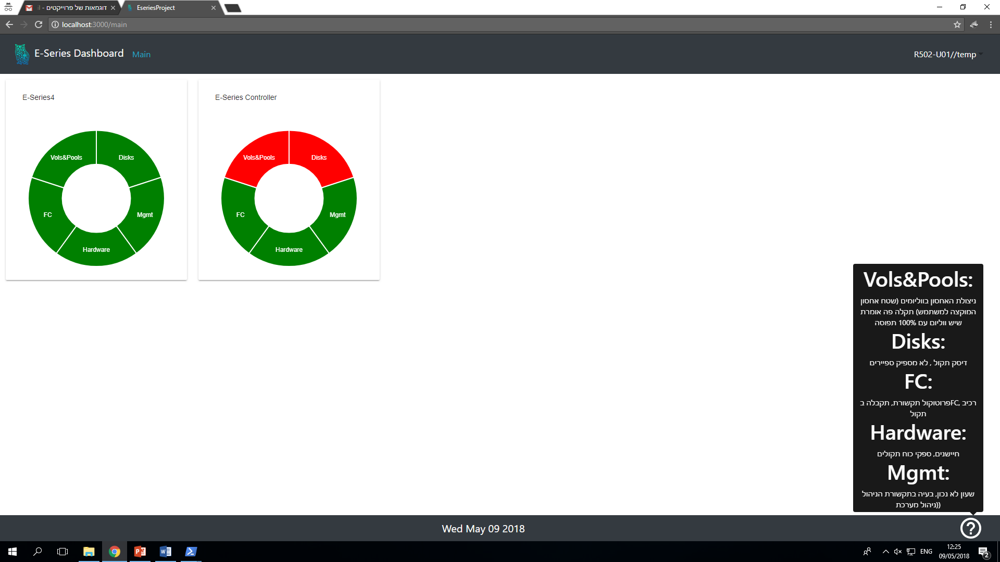 דוגמאות של פרוייקטים - il
EseriesProject
localhost:3000/main
E-Series Dashboard
Main
R502-U01//temp
E-Series4
Vols&Pools
Disks
FC
Mgmt
Hardware
E-Series Controller
Vols&Pools
Disks
FC
Mgmt
Hardware
Vols&Pools:
ניצולת האחסון בווליומים (שטח אחסון
המוקצה למשתמש) תקלה פה אומרת
שיש ווליום עם 100% תפוסה
Disks:
דיסק תקול , לא מספיק ספיירים
FC:
רכיב ,FCפרוטוקול תקשורת, תקבלה ב
תקול
Hardware:
חיישנים, ספקי כוח תקולים
Mgmt:
שעון לא נכון, בעיה בתקשורת הניהול
((ניהול מערכת
Wed May 09 2018
ENG
12:25
09/05/2018
2